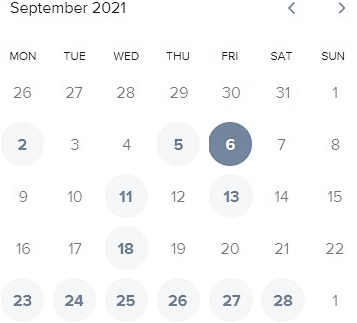 September 2021
MON TUE WED THU FRI SAT SUN
26 27 28 29 30 31 1
2 3 4 5 6 7 8
9 10 11 12 13 14 15
16 17 18 19 20 21 22
23 24 25 26 27 28 1